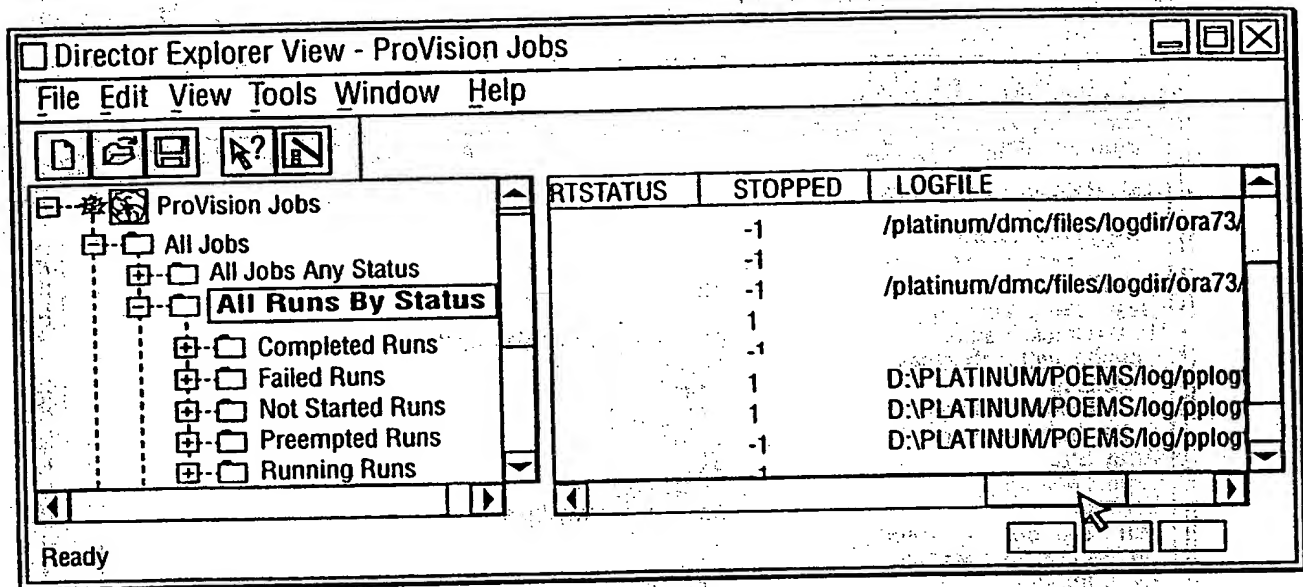 Director Explorer View - ProVision Jobs
File Edit View Tools Window Help
ProVision Jobs
All Jobs
All Jobs Any Status
All Runs By Status
Completed Runs
Failed Runs
Not Started Runs
Preempted Runs
Running Runs
RTSTATUS STOPPED LOGFILE
-1 /platinum/dmc/files/logdir/ora73/
-1
-1 /platinum/dmc/files/logdir/ora73/
1
-1
1 D:\PLATINUM/POEMS/log/pplog
1 D:\PLATINUM/POEMS/log/pplog
-1 D:\PLATINUM/POEMS/log/pplog
Ready